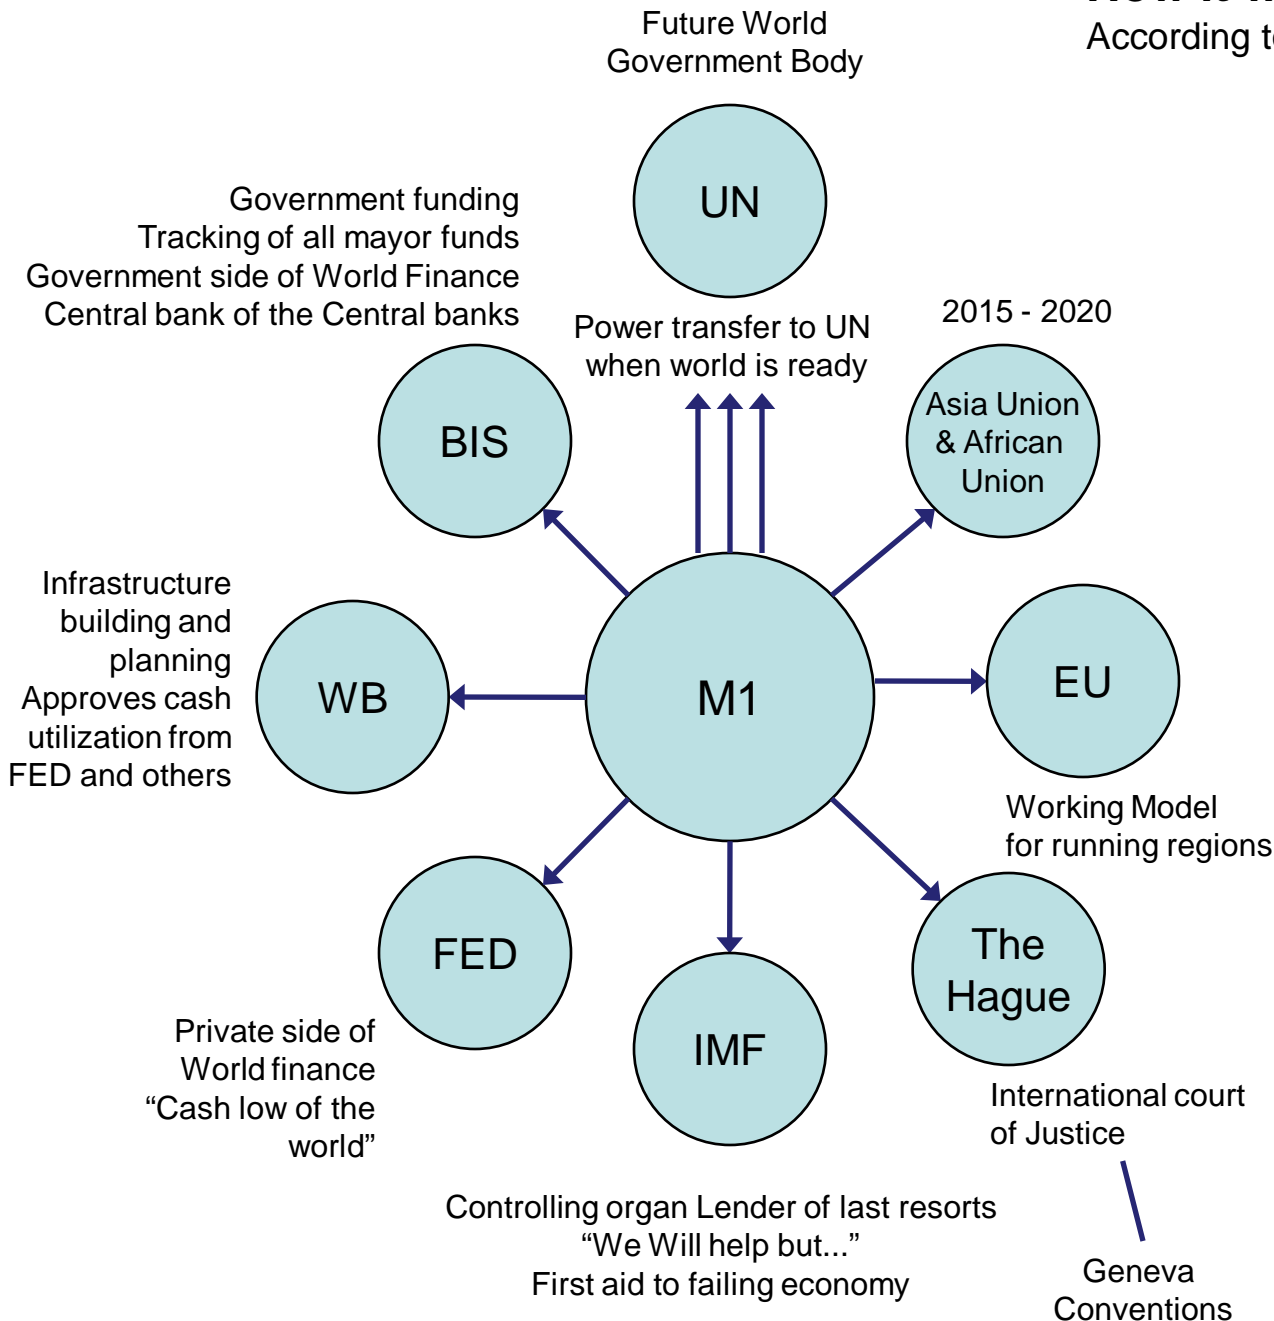 According to
Future World
Government Body
UN
Government funding
Tracking of all mayor funds
Government side of World Finance
Central bank of the Central banks
Power transfer to UN
when world is ready
2015 - 2020
BIS
Asia Union
& African
Union
Infrastructure
building and
planning
Approves cash
utilization from
FED and others
WB
M1
EU
Working Model
for running regions
FED
IMF
The
Hague
Private side of
World finance
“Cash low of the
world”
International court
of Justice
Controlling organ Lender of last resorts
“We Will help but...”
First aid to failing economy
Geneva
Conventions